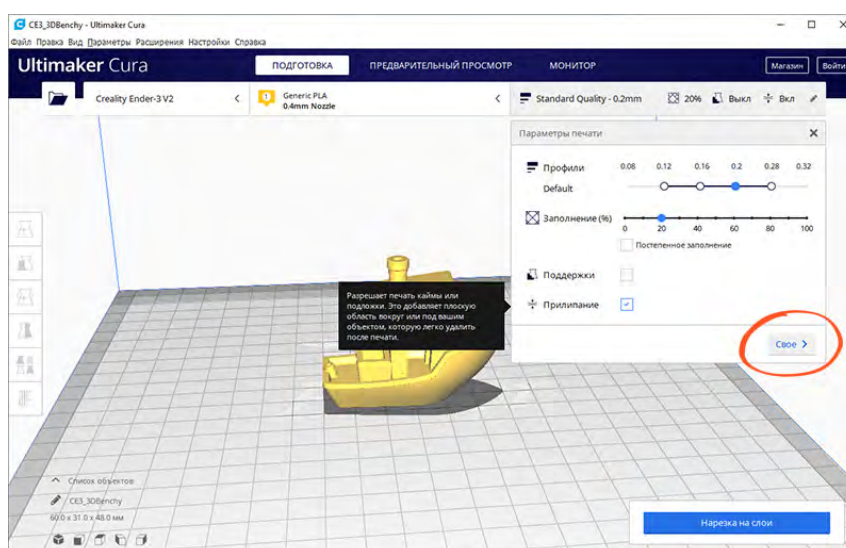 CE3_3DBenchy - Ultimaker Cura
Файл Правка Вид Параметры Расширения Настройки Справка
Ultimaker Cura
ПОДГОТОВКА ПРЕДВАРИТЕЛЬНЫЙ ПРОСМОТР МОНИТОР
Магазин Войти
Creality Ender-3 V2
1 Generic PLA
0.4mm Nozzle
Standard Quality - 0.2mm 20% Выкл Вкл
Параметры печати
Профили 0.08 0.12 0.16 0.2 0.28 0.32
Default
Заполнение (%)
0 20 40 60 80 100
Постепенное заполнение
Поддержки
Прилипание
Разрешает печать каймы или
подложки. Это добавляет плоскую
область вокруг или под вашим
объектом, которую легко удалить
после печати.
Свое
Список объектов
CE3_3DBenchy
60.0 x 31.0 x 48.0 мм
Нарезка на слои